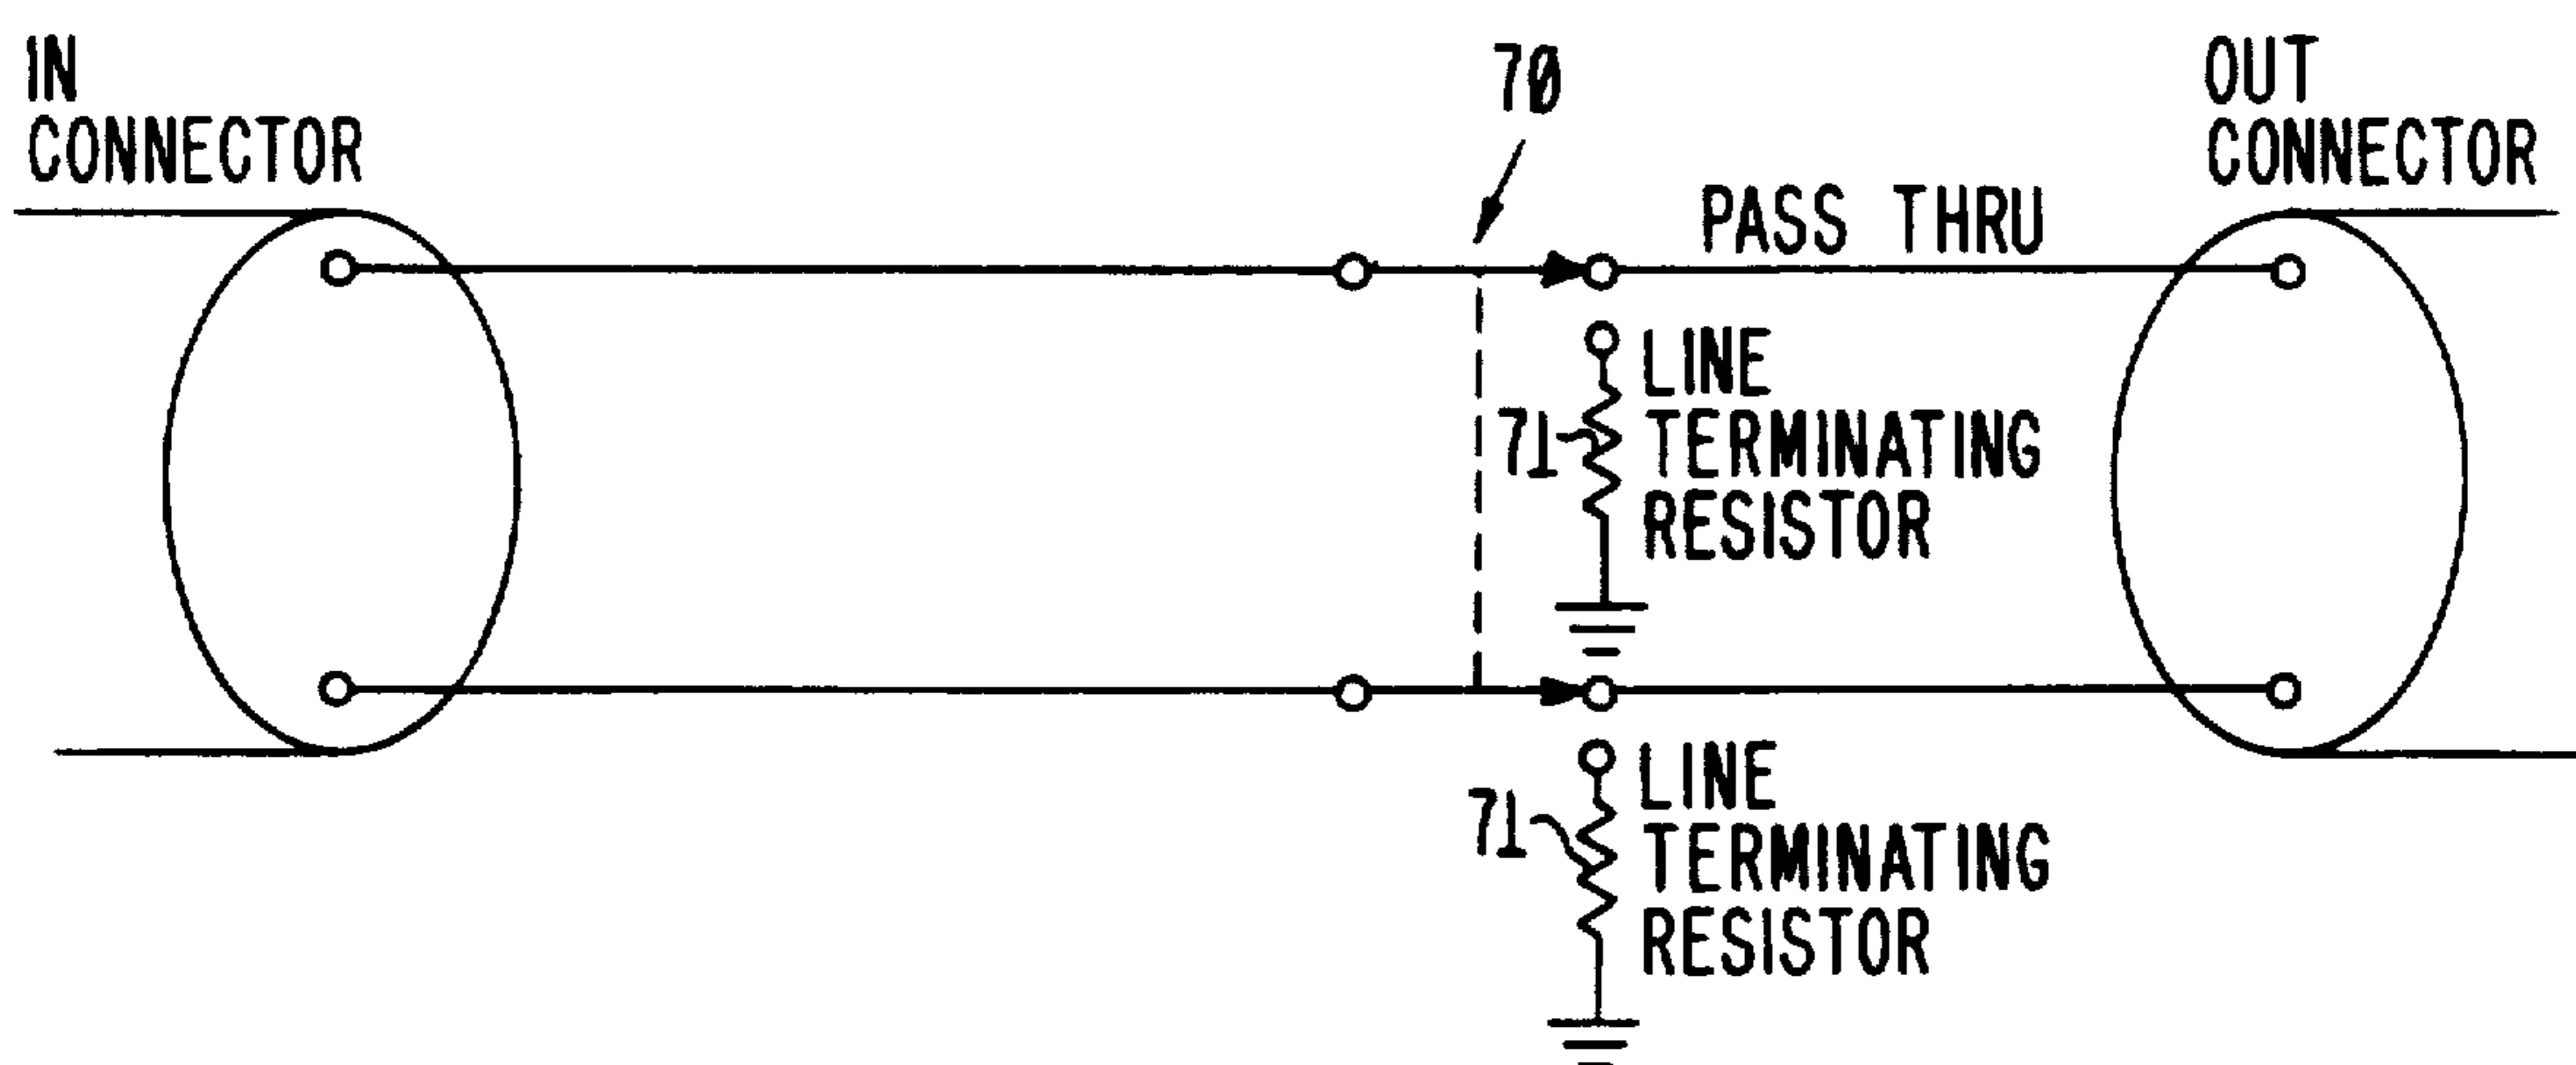 IN
CONNECTOR
70
OUT
CONNECTOR
PASS THRU
71
LINE
TERMINATING
RESISTOR
71
LINE
TERMINATING
RESISTOR